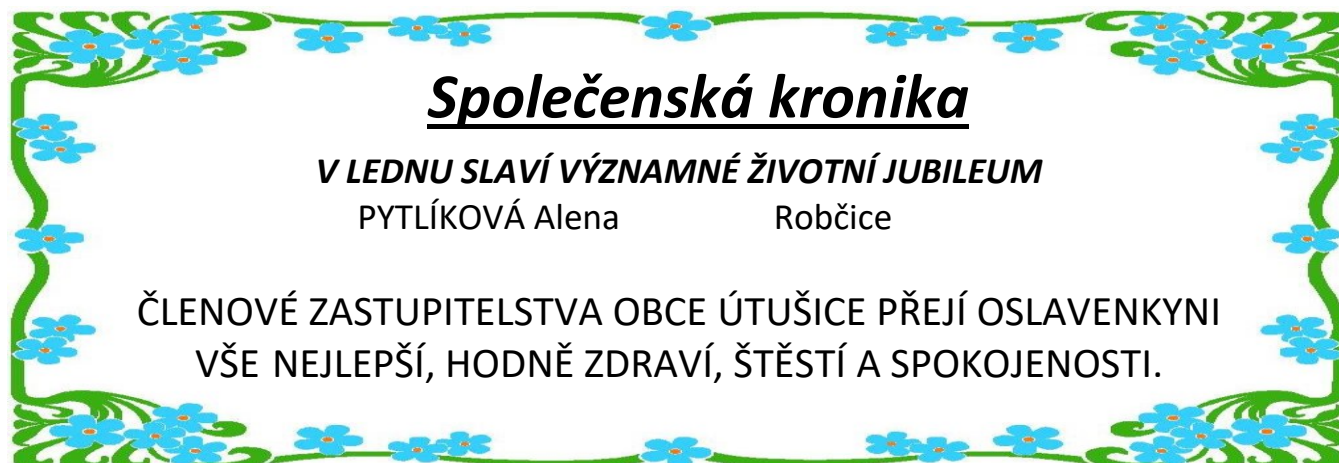 Společenská kronika
V LEDNU SLAVÍ VÝZNAMNÉ ŽIVOTNÍ JUBILEUM
PYTLÍKOVÁ Alena Robčice
ČLENOVÉ ZASTUPITELSTVA OBCE ÚTUŠICE PŘEJÍ OSLAVENKYNI
VŠE NEJLEPŠÍ, HODNĚ ZDRAVÍ, ŠTĚSTÍ A SPOKOJENOSTI.